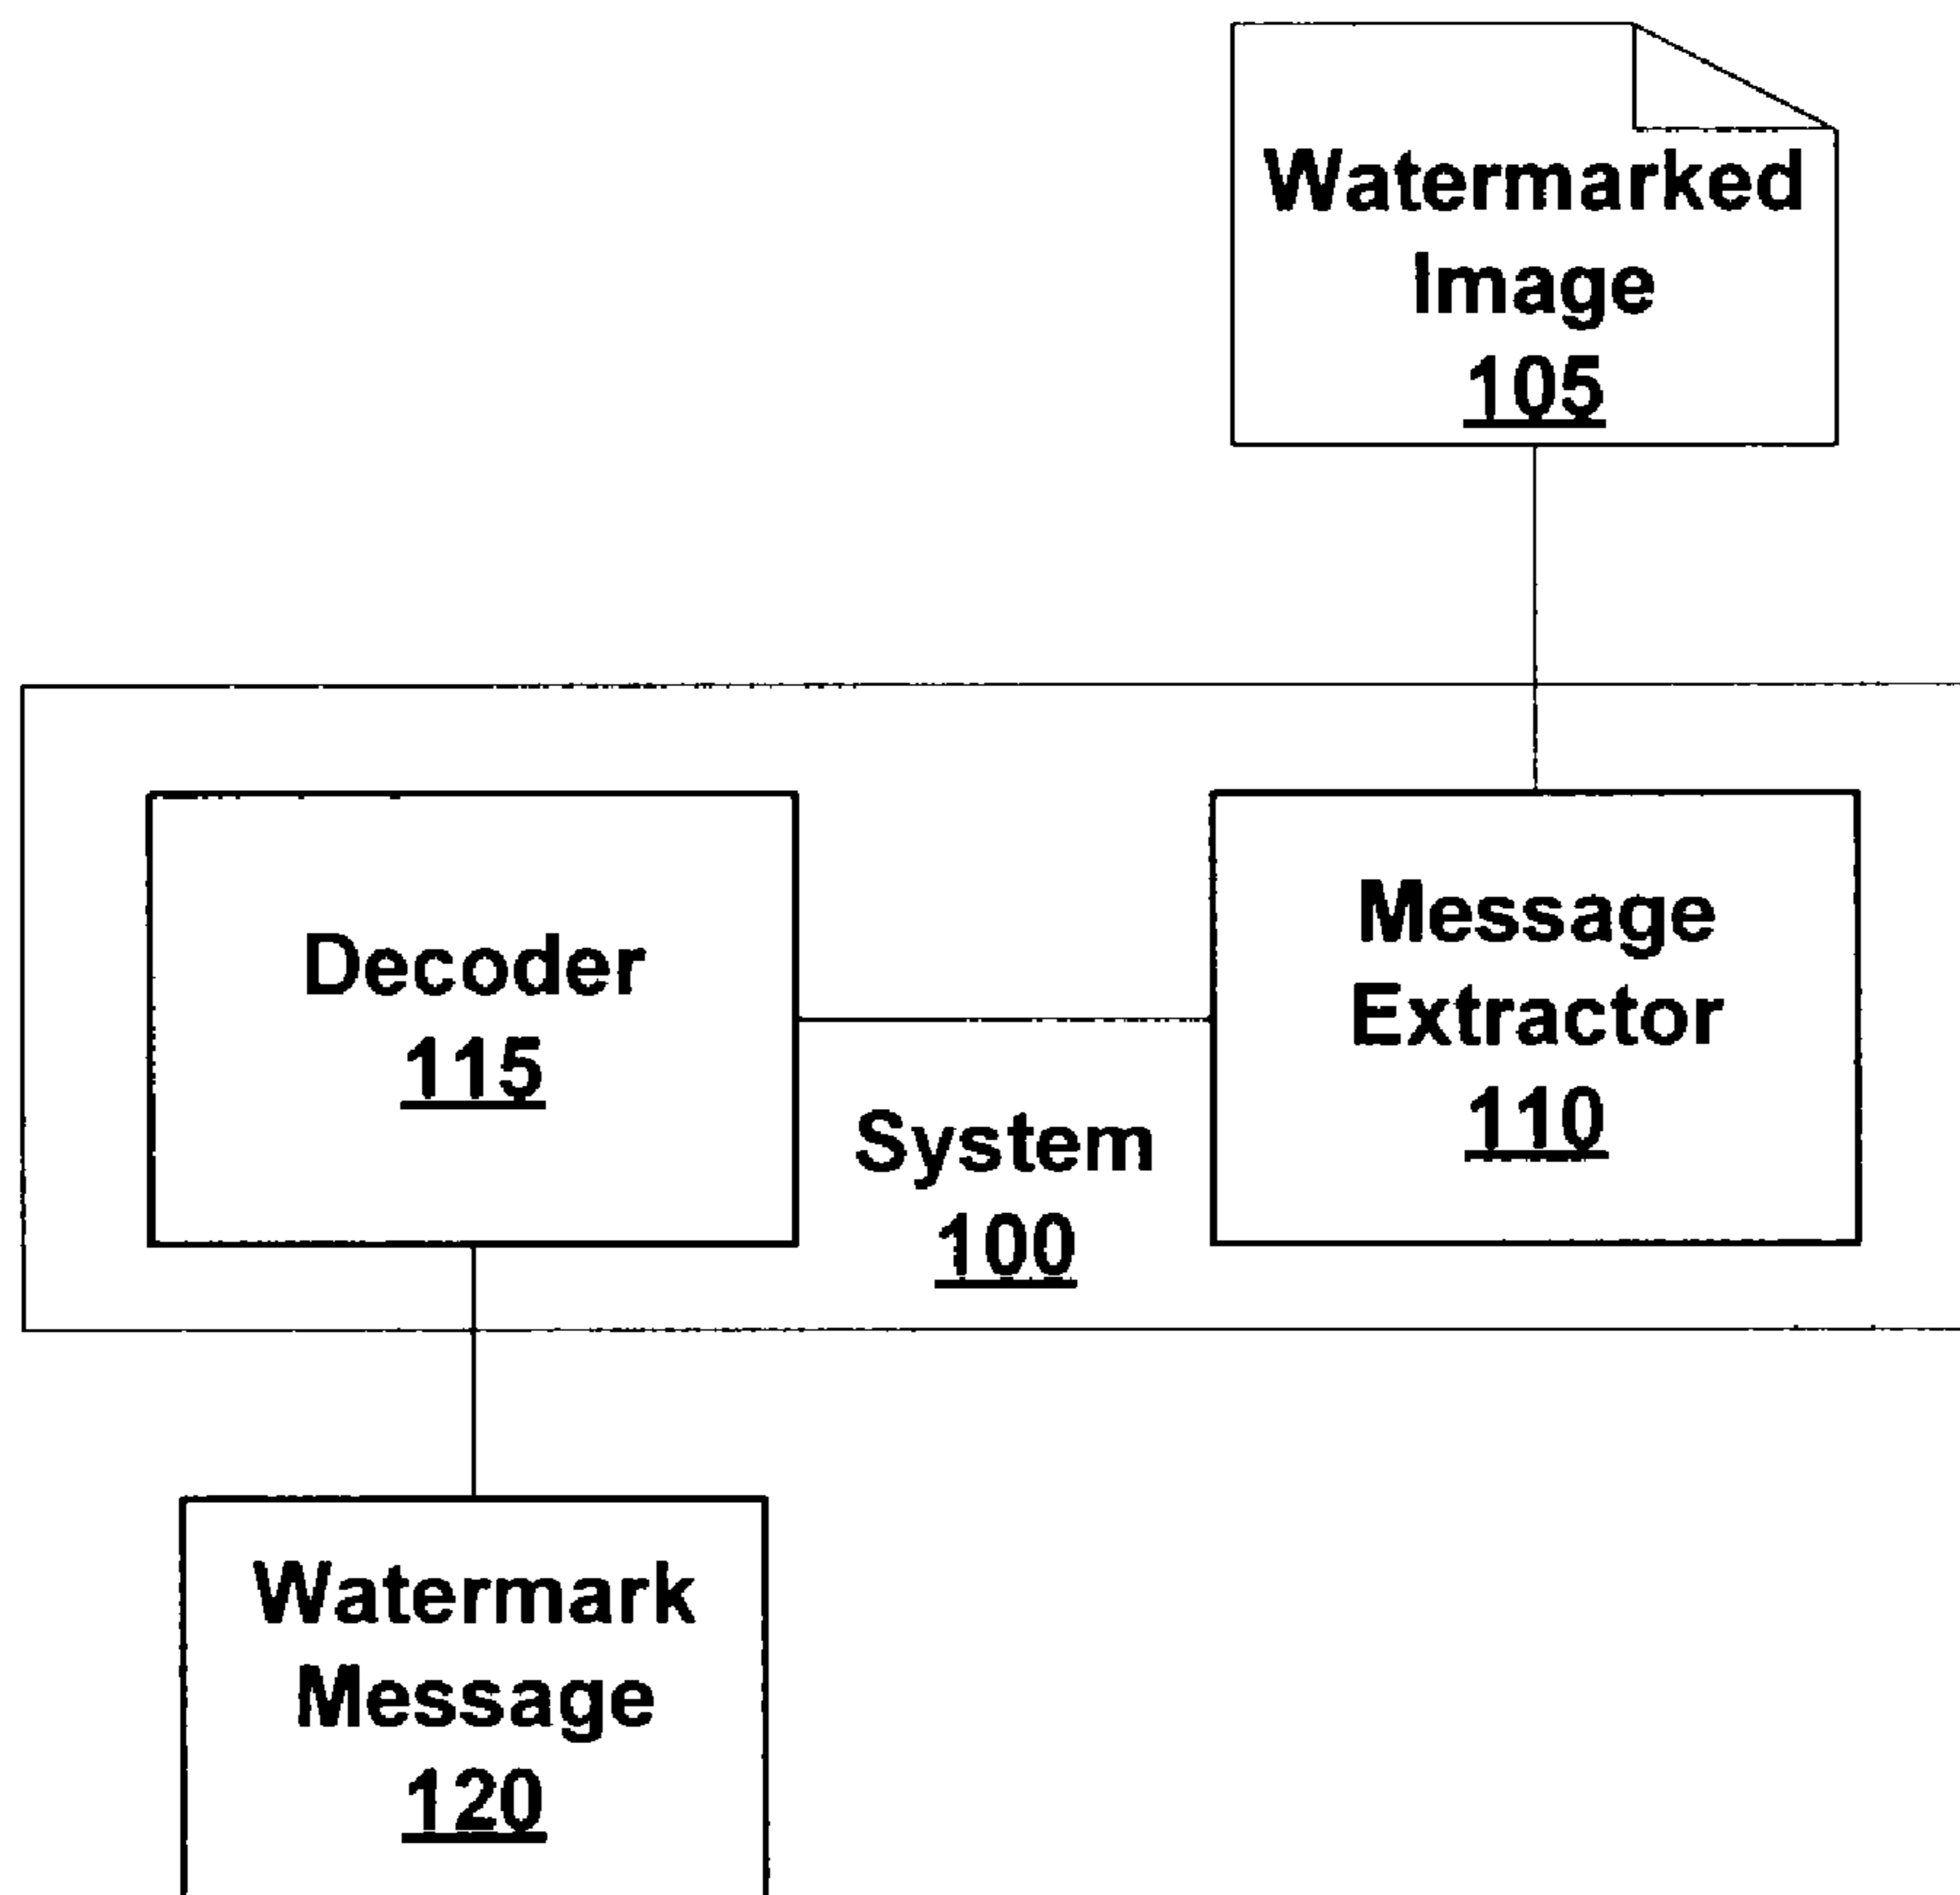 Watermarked
Image
105
Decoder
115
Message
Extractor
110
System
100
Watermark
Message
120